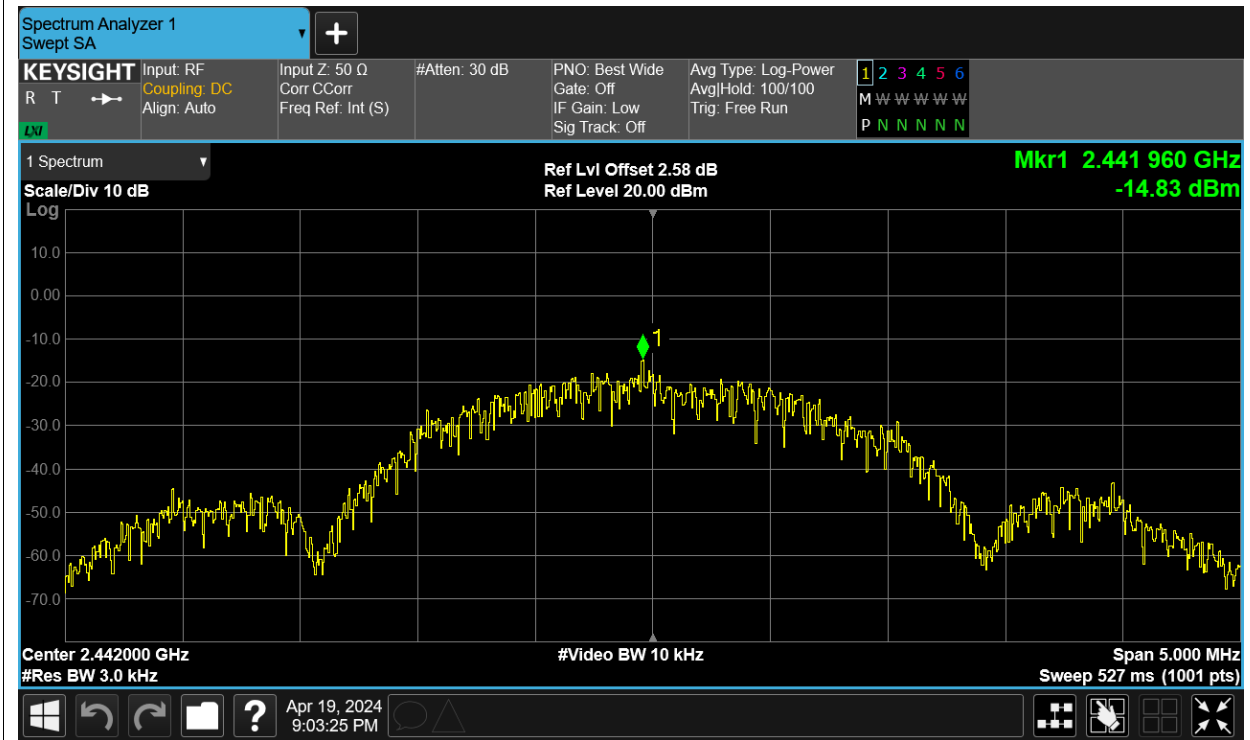 Spectrum Analyzer 1
Swept SA
KEYSIGHT
R T
LXI
Input: RF
Coupling: DC
Align: Auto
Input Z: 50 Ω
Corr CCorr
Freq Ref: Int (S)
#Atten: 30 dB
PNO: Best Wide
Gate: Off
IF Gain: Low
Sig Track: Off
Avg Type: Log-Power
Avg|Hold: 100/100
Trig: Free Run
1 2 3 4 5 6
M W W W W W W
P N N N N N N
1 Spectrum
Scale/Div 10 dB
Log
Ref Lvl Offset 2.58 dB
Ref Level 20.00 dBm
Mkr1 2.441 960 GHz
-14.83 dBm
10.0
0.00
-10.0
-20.0
-30.0
-40.0
-50.0
-60.0
-70.0
1
Center 2.442000 GHz
#Res BW 3.0 kHz
#Video BW 10 kHz
Span 5.000 MHz
Sweep 527 ms (1001 pts)
?
Apr 19, 2024
9:03:25 PM